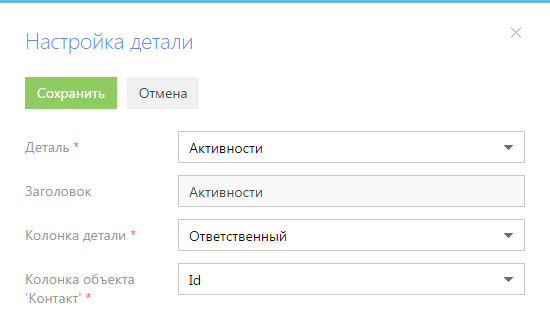 Настройка детали
Сохранить Отмена
Деталь * Активности
Заголовок Активности
Колонка детали * Ответственный
Колонка объекта Id
'Контакт' *